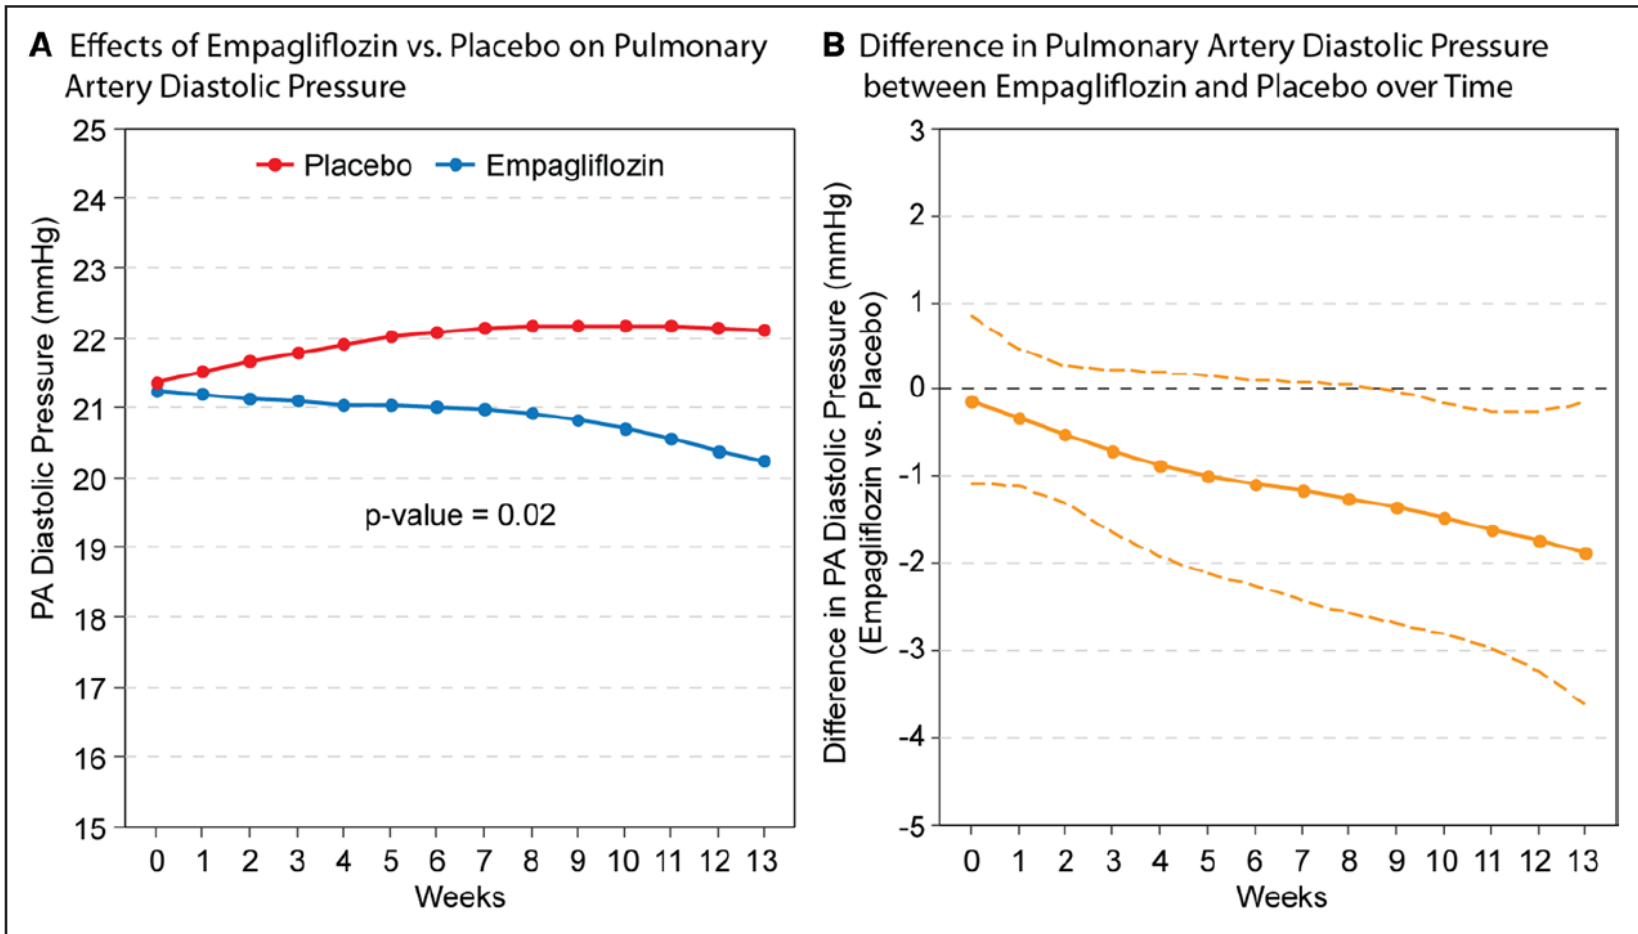 A Effects of Empagliflozin vs. Placebo on Pulmonary
Artery Diastolic Pressure
Placebo
Empagliflozin
PA Diastolic Pressure (mmHg)
25
24
23
22
21
20
19
18
17
16
15
p-value = 0.02
0 1 2 3 4 5 6 7 8 9 10 11 12 13
Weeks
B Difference in Pulmonary Artery Diastolic Pressure
between Empagliflozin and Placebo over Time
Difference in PA Diastolic Pressure (mmHg)
(Empagliflozin vs. Placebo)
3
2
1
0
-1
-2
-3
-4
-5
0 1 2 3 4 5 6 7 8 9 10 11 12 13
Weeks